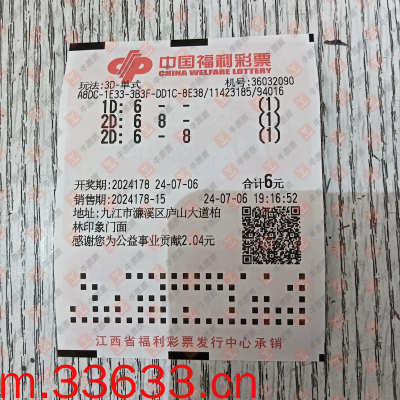 中国福利彩票
CHINA WELFARE LOTTERY
玩法:3D-单式 机号:36032090
A8DC-1E33-3B3F-DD1C-8E38/11423185/94016
1D: 6 - - (1)
2D: 6 8 - (1)
2D: 6 - 8 (1)
开奖期:2024178 24-07-06 合计6元
销售期:2024178-15 24-07-06 19:16:52
地址:九江市濂溪区庐山大道柏
林印象门面
感谢您为公益事业贡献2.04元
江西省福利彩票发行中心承销
m.33633.cn